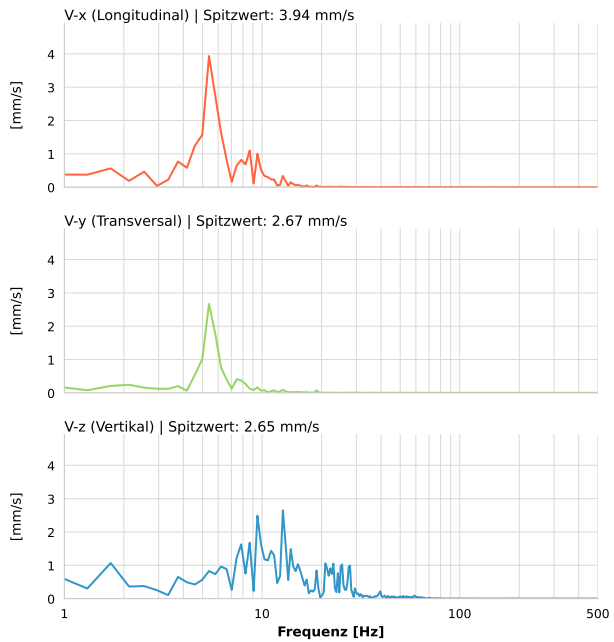 V-x (Longitudinal) | Spitzwert: 3.94 mm/s
4
3
2
1
0
[mm/s]
V-y (Transversal) | Spitzwert: 2.67 mm/s
4
3
2
1
0
[mm/s]
V-z (Vertikal) | Spitzwert: 2.65 mm/s
4
3
2
1
0
[mm/s]
1 10 100 500
Frequenz [Hz]